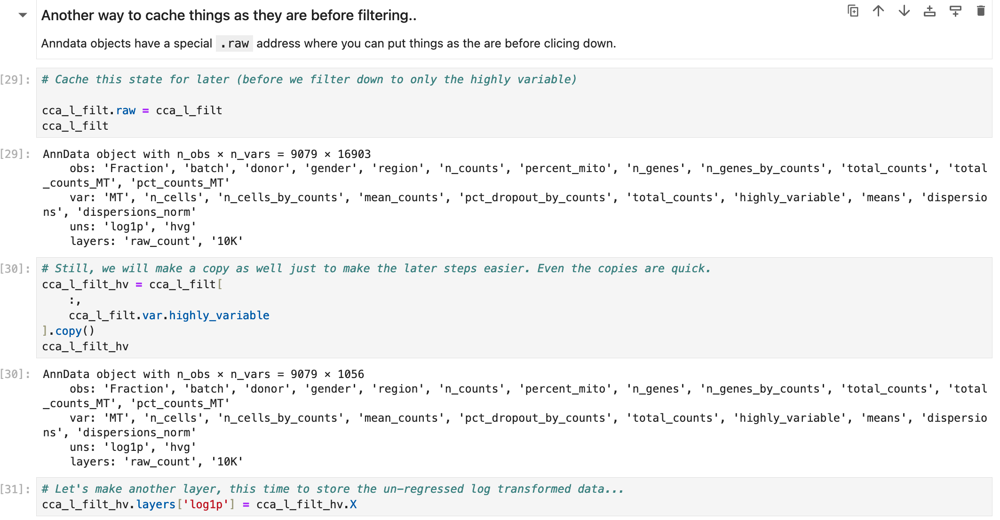 Another way to cache things as they are before filtering..
Anndata objects have a special .raw address where you can put things as the are before clicing down.
[29]: # Cache this state for later (before we filter down to only the highly variable)
cca_l_filt.raw = cca_l_filt
cca_l_filt
[29]: AnnData object with n_obs × n_vars = 9079 × 16903
    obs: 'Fraction', 'batch', 'donor', 'gender', 'region', 'n_counts', 'percent_mito', 'n_genes', 'n_genes_by_counts', 'total_counts', 'total
_counts_MT', 'pct_counts_MT'
    var: 'MT', 'n_cells', 'n_cells_by_counts', 'mean_counts', 'pct_dropout_by_counts', 'total_counts', 'highly_variable', 'means', 'dispersio
ns', 'dispersions_norm'
    uns: 'log1p', 'hvg'
    layers: 'raw_count', '10K'
[30]: # Still, we will make a copy as well just to make the later steps easier. Even the copies are quick.
cca_l_filt_hv = cca_l_filt[
    :,
    cca_l_filt.var.highly_variable
].copy()
cca_l_filt_hv
[30]: AnnData object with n_obs × n_vars = 9079 × 1056
    obs: 'Fraction', 'batch', 'donor', 'gender', 'region', 'n_counts', 'percent_mito', 'n_genes', 'n_genes_by_counts', 'total_counts', 'total
_counts_MT', 'pct_counts_MT'
    var: 'MT', 'n_cells', 'n_cells_by_counts', 'mean_counts', 'pct_dropout_by_counts', 'total_counts', 'highly_variable', 'means', 'dispersio
ns', 'dispersions_norm'
    uns: 'log1p', 'hvg'
    layers: 'raw_count', '10K'
[31]: # Let's make another layer, this time to store the un-regressed log transformed data...
cca_l_filt_hv.layers['log1p'] = cca_l_filt_hv.X